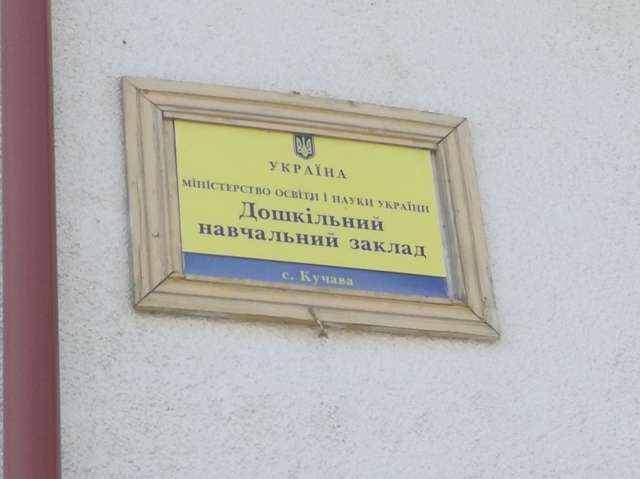 УКРАЇНА
МІНІСТЕРСТВО ОСВІТИ І НАУКИ УКРАЇНИ
Дошкільний
навчальний заклад
с. Кучава